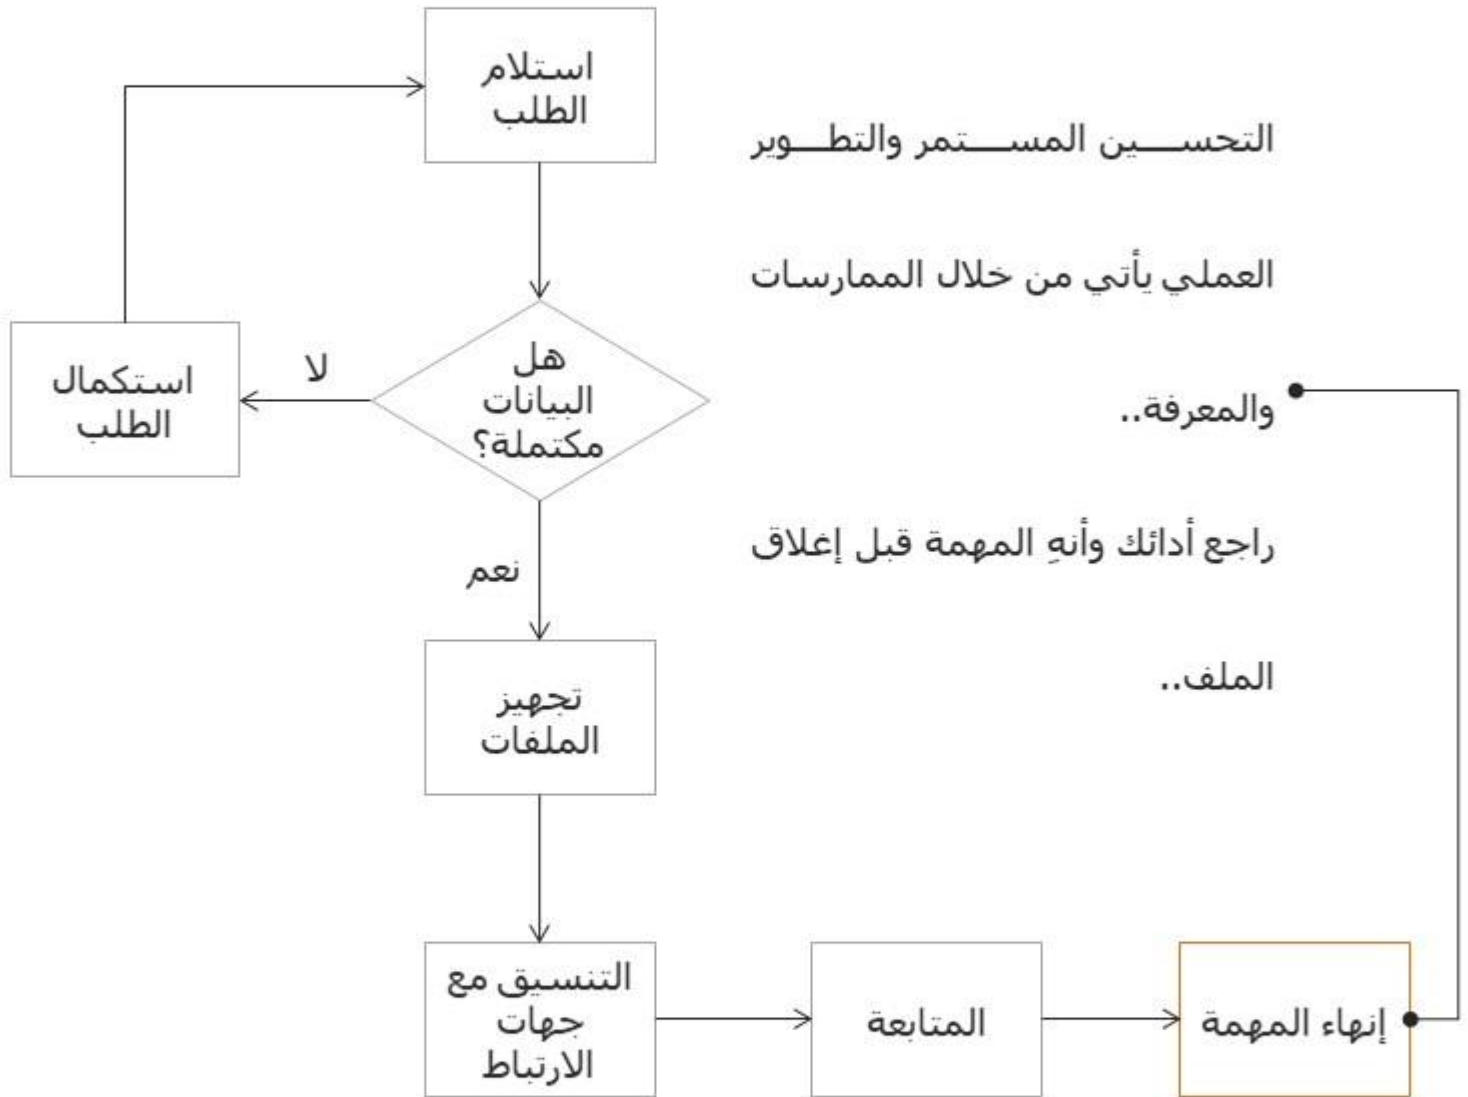 استلام
الطلب
التحســـين المســـتمر والتطـــوير
العملي يأتي من خلال الممارسات
والمعرفة..
راجع أدائك وأنهِ المهمة قبل إغلاق
الملف..
هل
البيانات
مكتملة؟
لا
استكمال
الطلب
نعم
تجهيز
الملفات
التنسيق مع
جهات
الارتباط
المتابعة
إنهاء المهمة